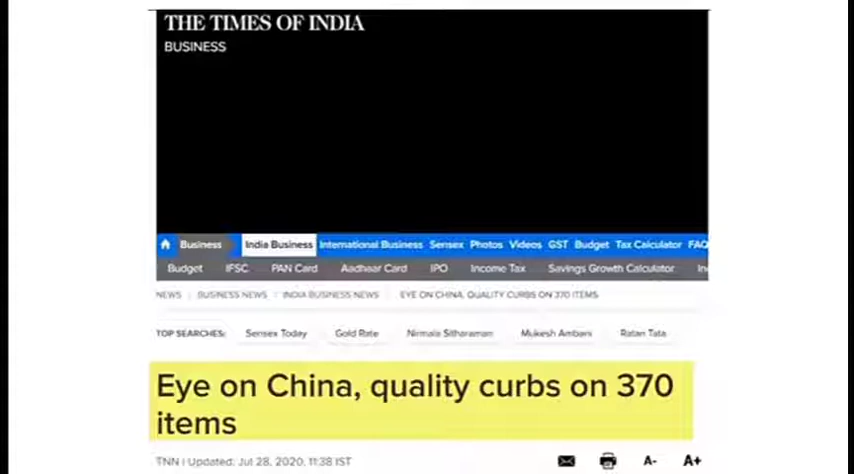 THE TIMES OF INDIA
BUSINESS
Business India Business International Business Sensex Photos Videos GST Budget Tax Calculator FAQ
Budget IFSC PAN Card Aadhaar Card IPO Income Tax Savings Growth Calculator In
NEWS / BUSINESS NEWS / INDIA BUSINESS NEWS / EYE ON CHINA, QUALITY CURBS ON 370 ITEMS
TOP SEARCHES: Sensex Today Gold Rate Nirmala Sitharaman Mukesh Ambani Ratan Tata
Eye on China, quality curbs on 370
items
TNN | Updated: Jul 28, 2020, 11:38 IST A- A+